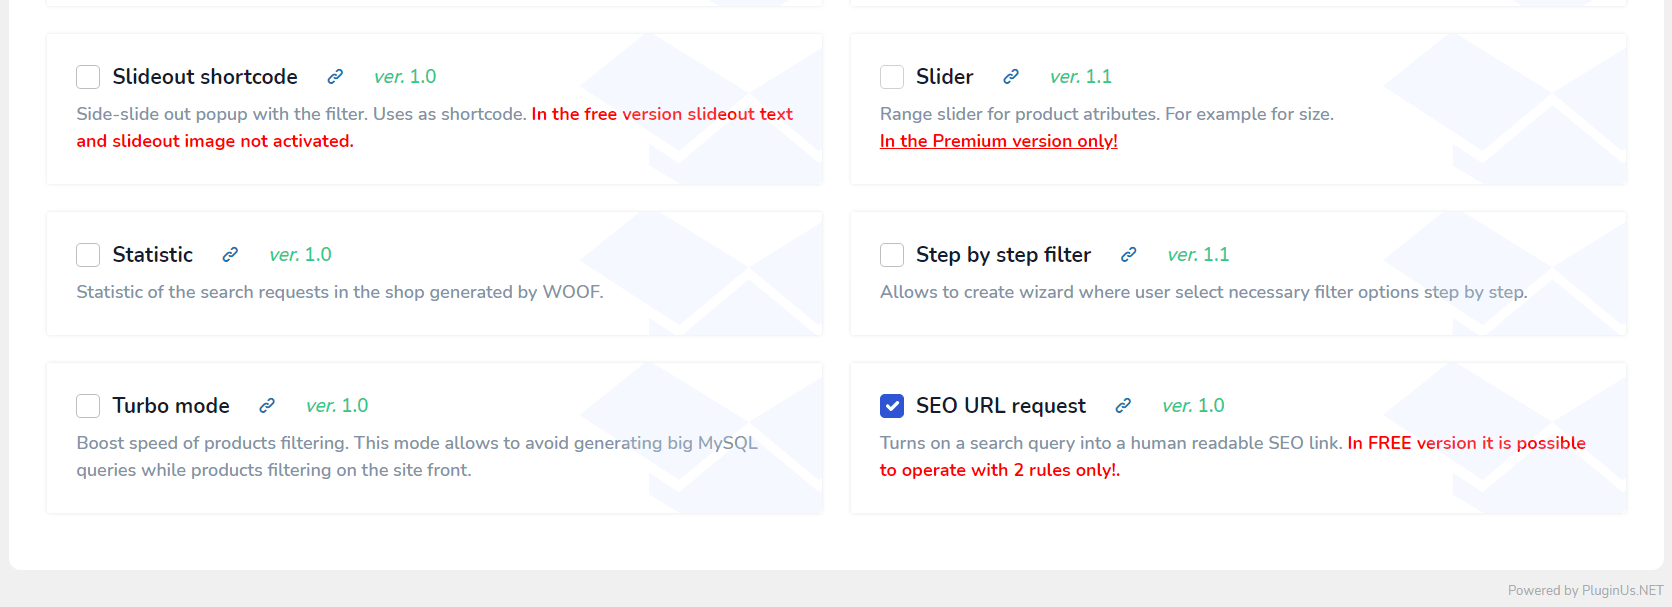 Slideout shortcode ver. 1.0
Side-slide out popup with the filter. Uses as shortcode. In the free version slideout text
and slideout image not activated.
Slider ver. 1.1
Range slider for product atributes. For example for size.
In the Premium version only!
Statistic ver. 1.0
Statistic of the search requests in the shop generated by WOOF.
Step by step filter ver. 1.1
Allows to create wizard where user select necessary filter options step by step.
Turbo mode ver. 1.0
Boost speed of products filtering. This mode allows to avoid generating big MySQL
queries while products filtering on the site front.
SEO URL request ver. 1.0
Turns on a search query into a human readable SEO link. In FREE version it is possible
to operate with 2 rules only!.
Powered by PluginUs.NET